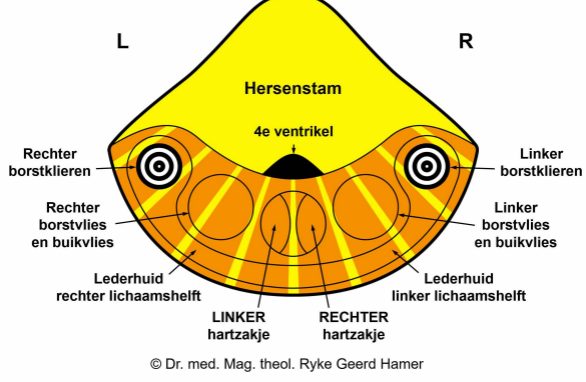 L
R
Hersenstam
4e ventrikel
Rechter
borstklieren
Linker
borstklieren
Rechter
borstvlies
en buikvlies
Linker
borstvlies
en buikvlies
Lederhuid
rechter lichaamshelft
Lederhuid
linker lichaamshelft
LINKER
hartzakje
RECHTER
hartzakje
© Dr. med. Mag. theol. Ryke Geerd Hamer